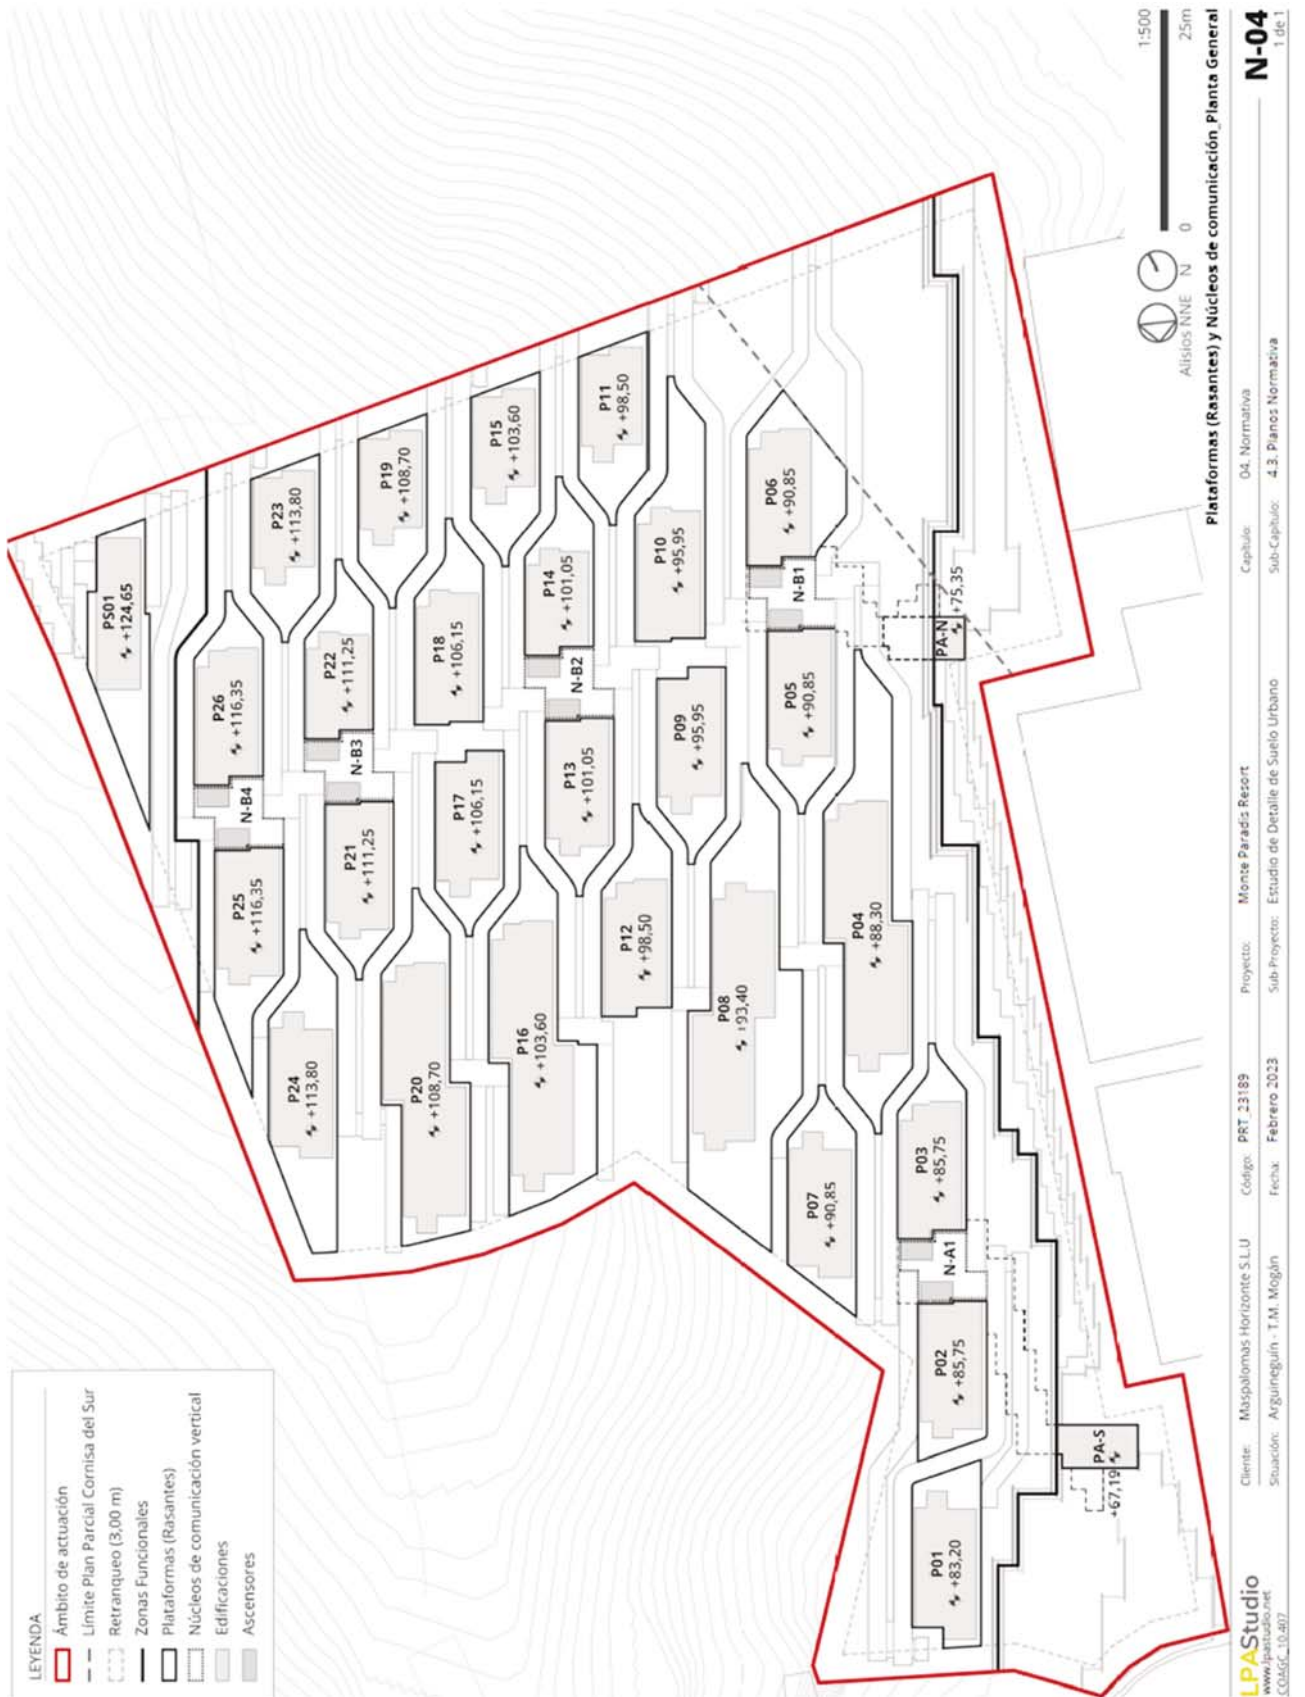 LEYENDA
Ámbito de actuación
Límite Plan Parcial Cornisa del Sur
Retranqueo (3,00 m)
Zonas Funcionales
Plataformas (Rasantes)
Núcleos de comunicación vertical
Edificaciones
Ascensores
PS01
+124,65
P26
+116,35
P25
+116,35
N-B4
P23
+113,80
P24
+113,80
P22
+111,25
P21
+111,25
N-B3
P19
+108,70
P20
+108,70
P18
+106,15
P17
+106,15
P15
+103,60
P16
+103,60
P14
+101,05
P13
+101,05
N-B2
P11
+98,50
P12
+98,50
P10
+95,95
P09
+95,95
P08
+93,40
P06
+90,85
P05
+90,85
N-B1
P07
+90,85
P04
+88,30
P03
+85,75
P02
+85,75
N-A1
P01
+83,20
PA-N
+75,35
PA-S
+67,19
1:500
0 25m
Alisios NNE N
Plataformas (Rasantes) y Núcleos de comunicación_Planta General
LPAStudio
www.lpastudio.net
COAGC_10.407
Cliente: Maspalomas Horizonte S.L.U
Situación: Arguineguín - T.M. Mogán
Código: PRT_23189
Fecha: Febrero 2023
Proyecto: Monte Paradis Resort
Sub-Proyecto: Estudio de Detalle de Suelo Urbano
Capítulo: 04. Normativa
Sub-Capítulo: 4.3. Planos Normativa
N-04
1 de 1